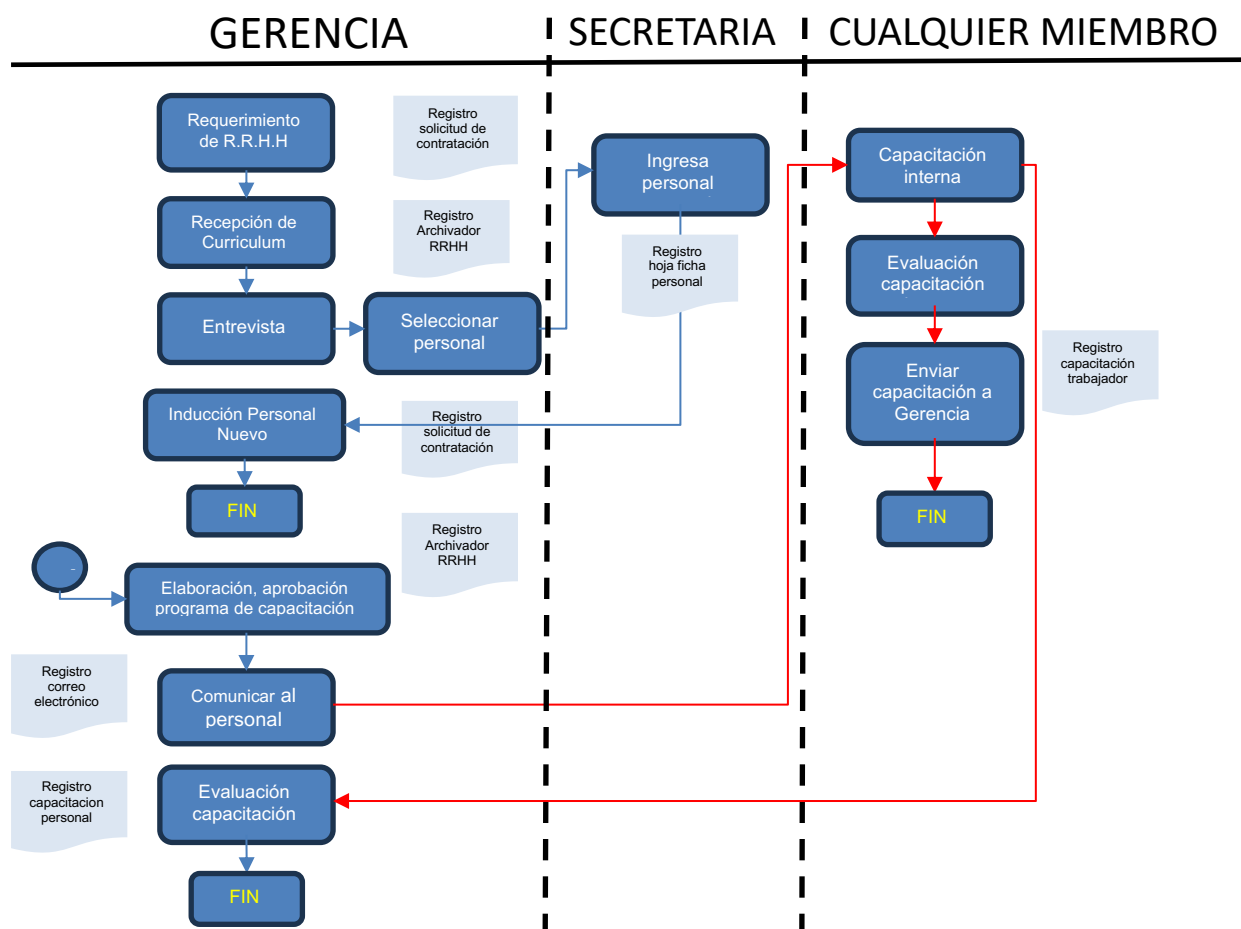 GERENCIA
SECRETARIA
CUALQUIER MIEMBRO
Requerimiento
de R.R.H.H
Registro
solicitud de
contratación
Recepción de
Curriculum
Registro
Archivador
RRHH
Entrevista
Seleccionar
personal
Ingresa
personal
Registro
hoja ficha
personal
Inducción Personal
Nuevo
Registro
solicitud de
contratación
FIN
Registro
Archivador
RRHH
Elaboración, aprobación
programa de capacitación
Registro
correo
electrónico
Comunicar al
personal
Registro
capacitacion
personal
Evaluación
capacitación
FIN
Capacitación
interna
Evaluación
capacitación
Enviar
capacitación a
Gerencia
Registro
capacitación
trabajador
FIN